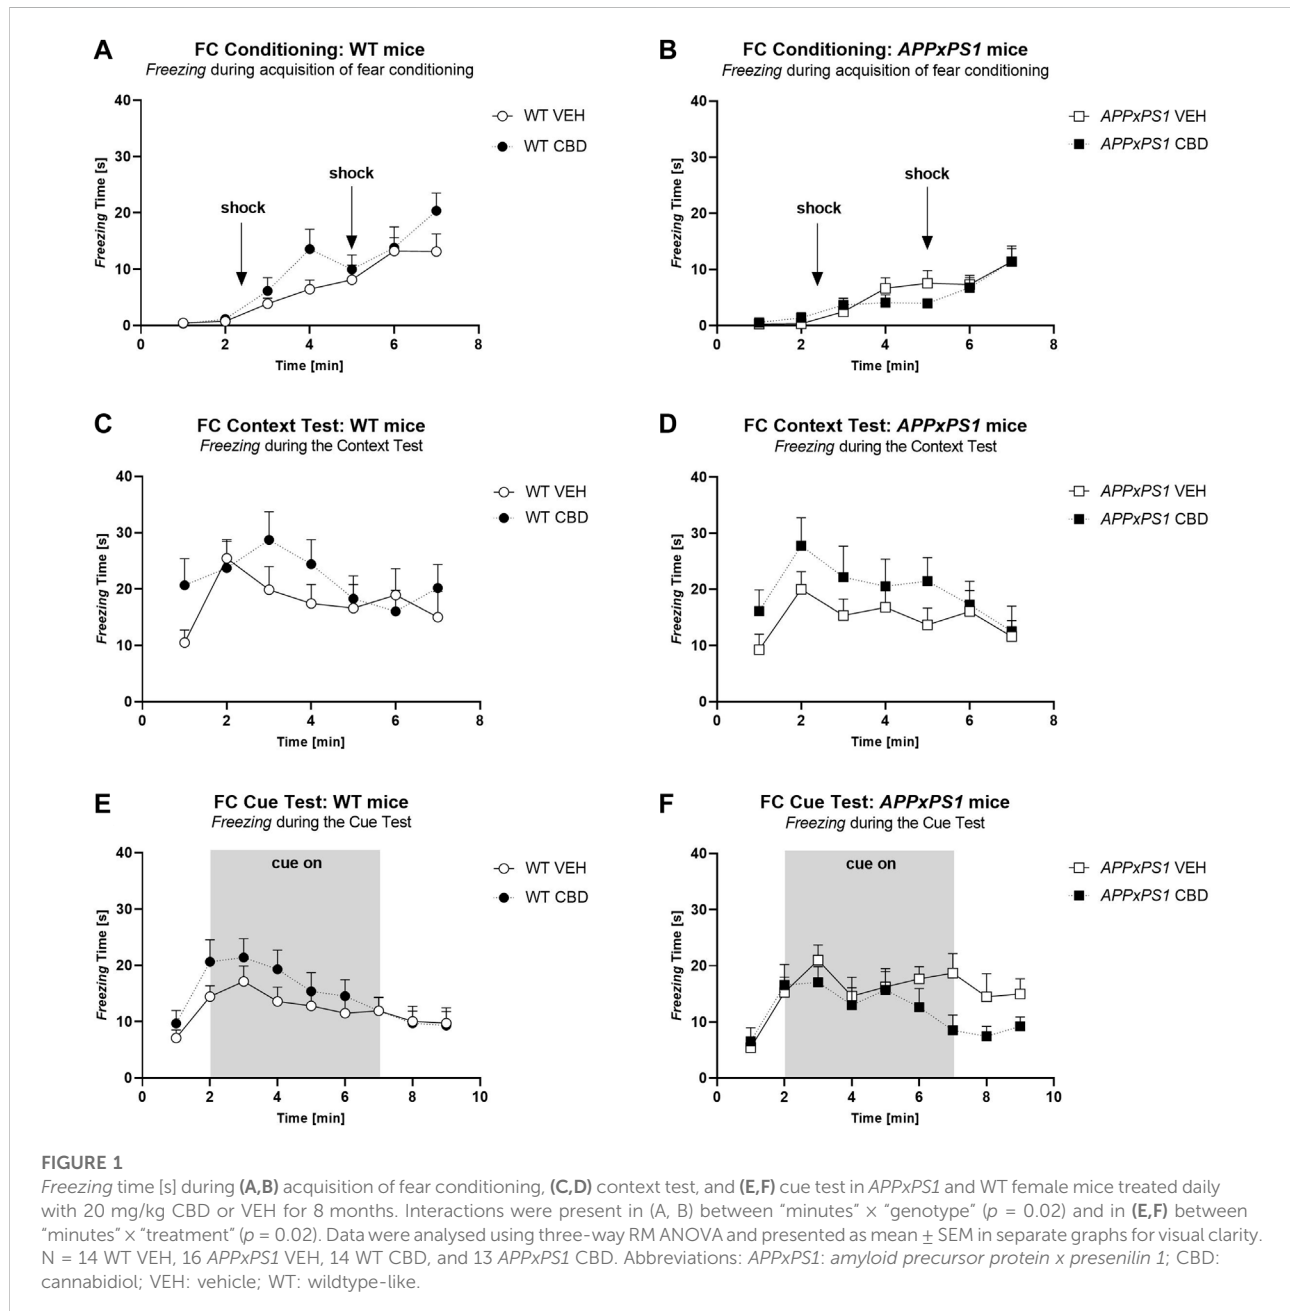 A
FC Conditioning: WT mice
Freezing during acquisition of fear conditioning
40
30
20
10
0
Freezing Time [s]
shock
shock
0 2 4 6 8
Time [min]
WT VEH
WT CBD
B
FC Conditioning: APPxPS1 mice
Freezing during acquisition of fear conditioning
40
30
20
10
0
Freezing Time [s]
shock
shock
0 2 4 6 8
Time [min]
APPxPS1 VEH
APPxPS1 CBD
C
FC Context Test: WT mice
Freezing during the Context Test
40
30
20
10
0
Freezing Time [s]
0 2 4 6 8
Time [min]
WT VEH
WT CBD
D
FC Context Test: APPxPS1 mice
Freezing during the Context Test
40
30
20
10
0
Freezing Time [s]
0 2 4 6 8
Time [min]
APPxPS1 VEH
APPxPS1 CBD
E
FC Cue Test: WT mice
Freezing during the Cue Test
cue on
40
30
20
10
0
Freezing Time [s]
0 2 4 6 8 10
Time [min]
WT VEH
WT CBD
F
FC Cue Test: APPxPS1 mice
Freezing during the Cue Test
cue on
40
30
20
10
0
Freezing Time [s]
0 2 4 6 8 10
Time [min]
APPxPS1 VEH
APPxPS1 CBD
FIGURE 1
Freezing time [s] during (A,B) acquisition of fear conditioning, (C,D) context test, and (E,F) cue test in APPxPS1 and WT female mice treated daily
with 20 mg/kg CBD or VEH for 8 months. Interactions were present in (A, B) between "minutes" × "genotype" (p = 0.02) and in (E,F) between
"minutes" × "treatment" (p = 0.02). Data were analysed using three-way RM ANOVA and presented as mean ± SEM in separate graphs for visual clarity.
N = 14 WT VEH, 16 APPxPS1 VEH, 14 WT CBD, and 13 APPxPS1 CBD. Abbreviations: APPxPS1: amyloid precursor protein x presenilin 1; CBD:
cannabidiol; VEH: vehicle; WT: wildtype-like.